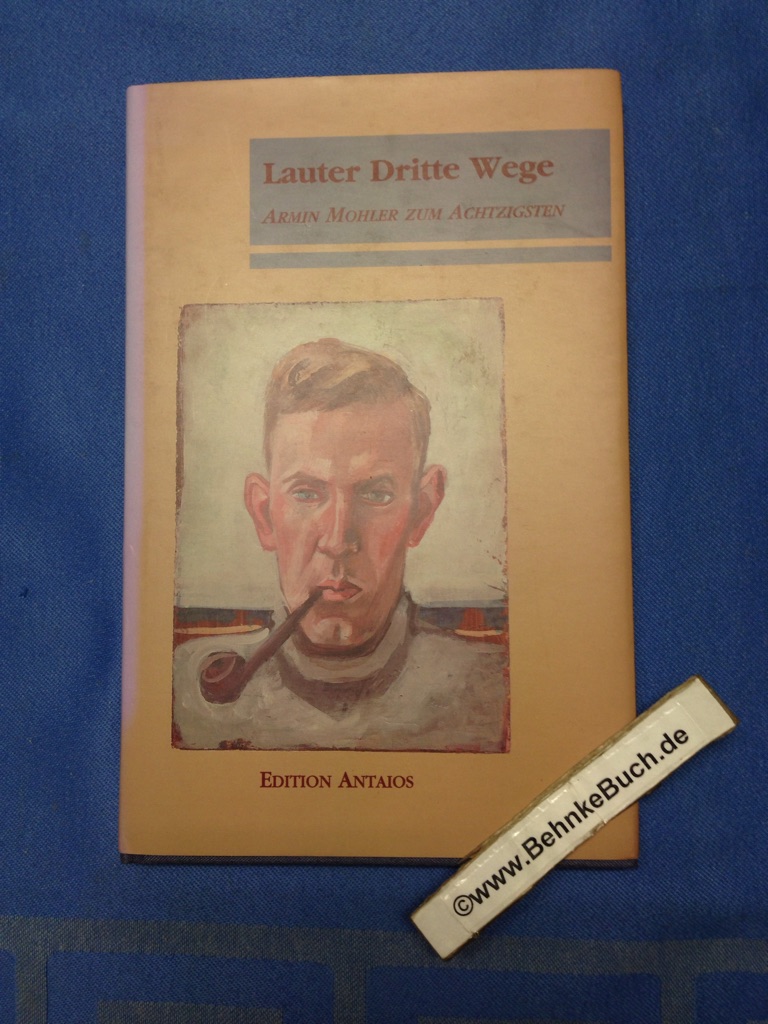 Lauter Dritte Wege
Armin Mohler zum Achtzigsten
Edition Antaios
©www.BehnkeBuch.de